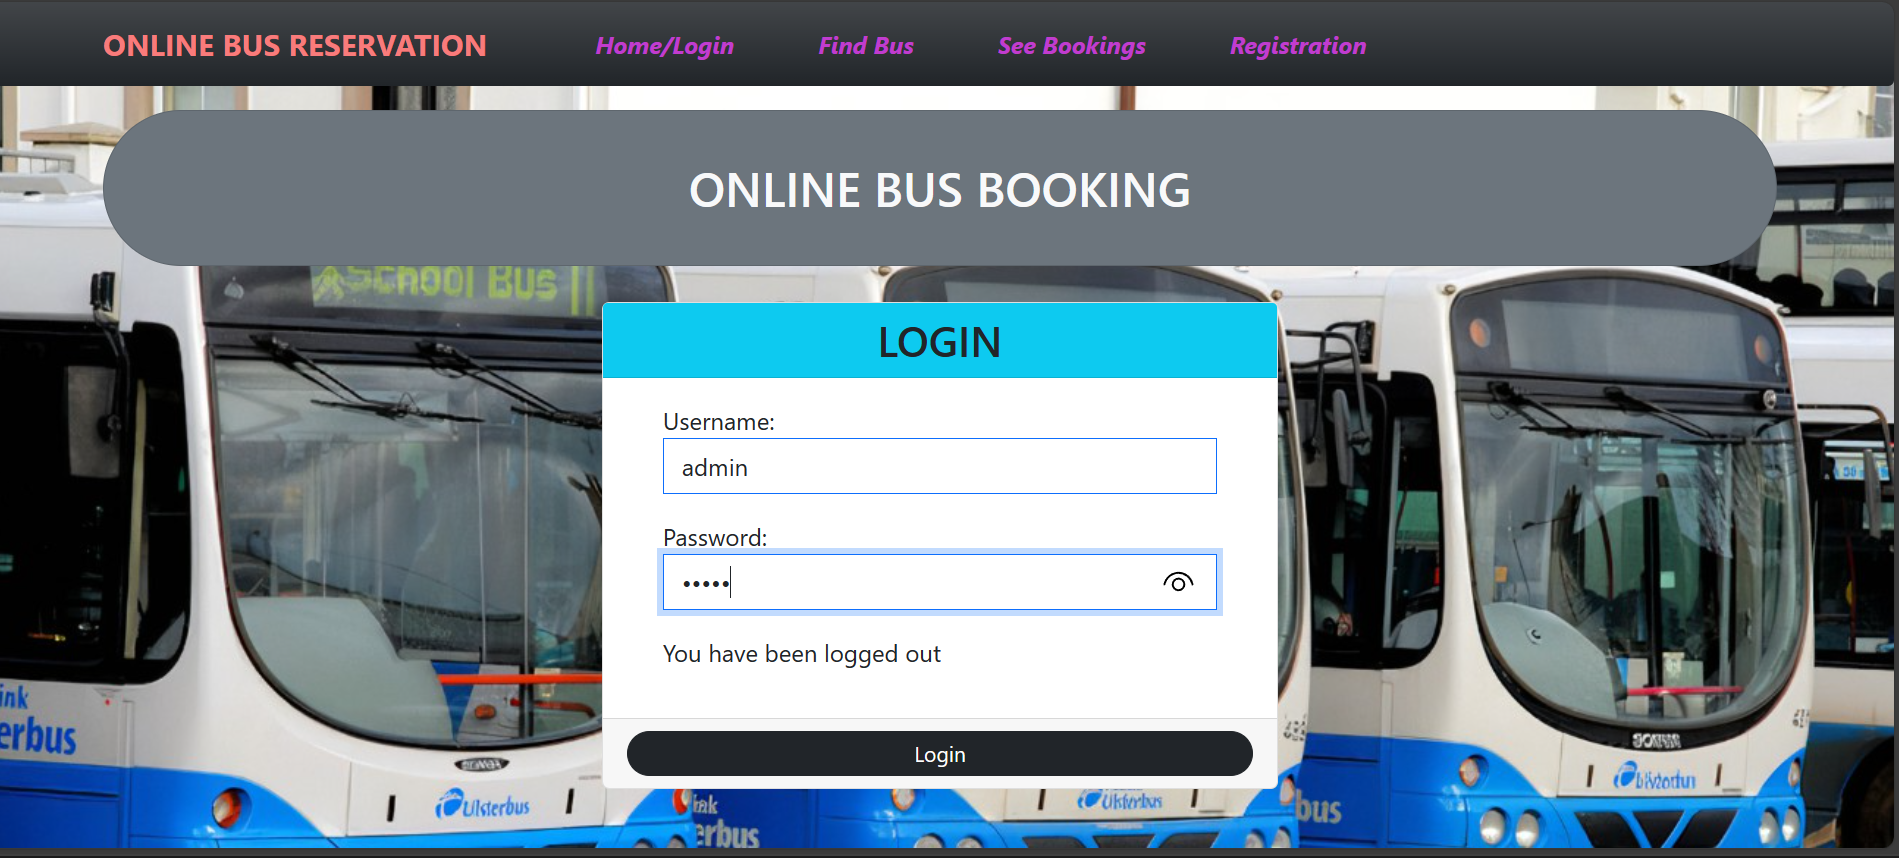 ONLINE BUS RESERVATION
Home/Login
Find Bus
See Bookings
Registration
ONLINE BUS BOOKING
School Bus
LOGIN
Username:
admin
Password:
•••••
You have been logged out
Login
ink
erbus
Ulsterbus
ink
erbus
Ulsterbus
bus